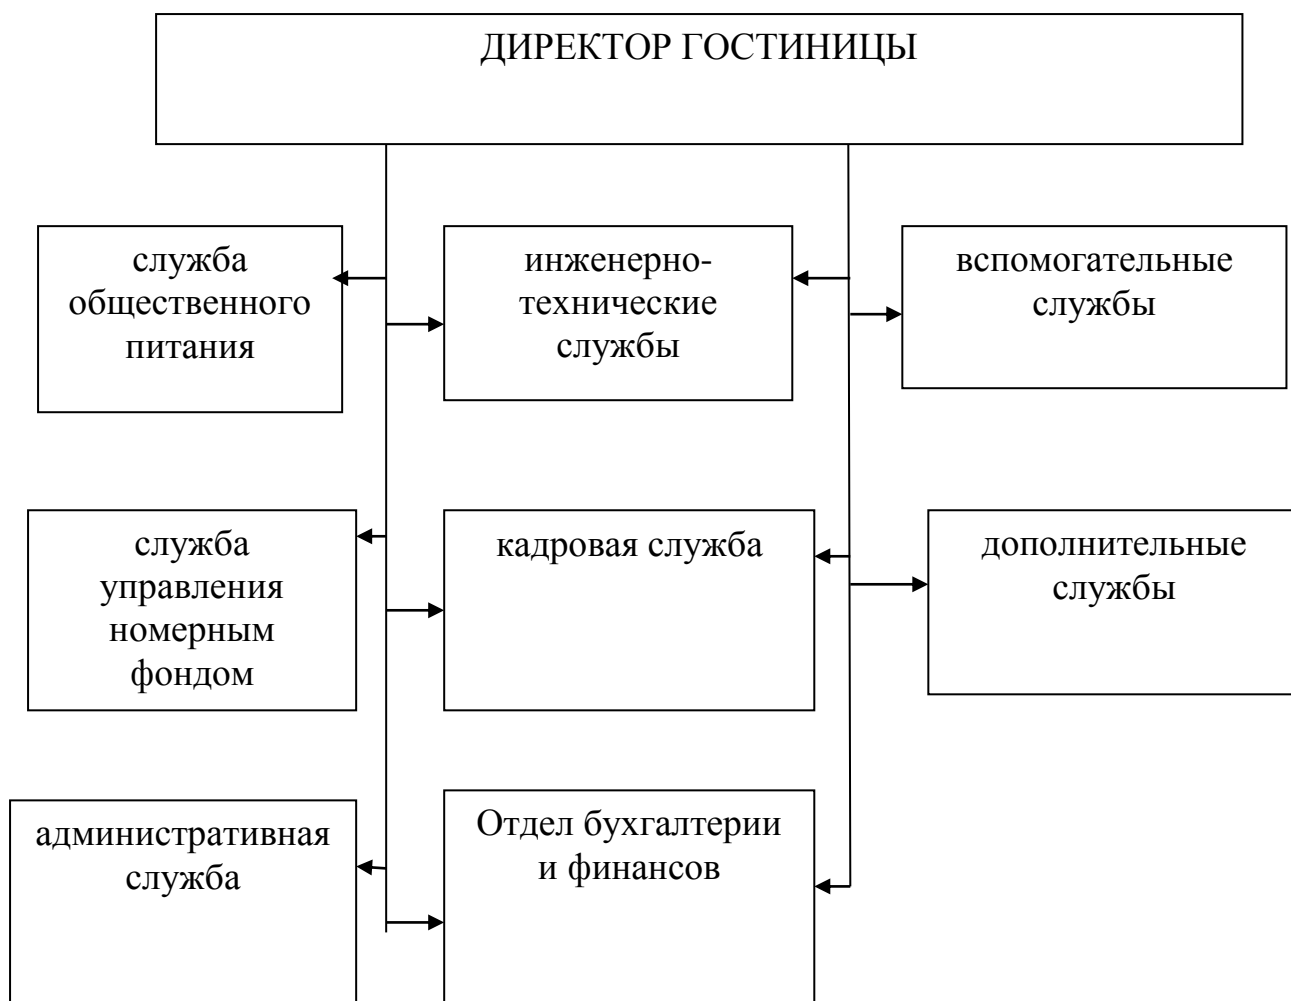 ДИРЕКТОР ГОСТИНИЦЫ
служба
общественного
питания
инженерно-
технические
службы
вспомогательные
службы
служба
управления
номерным
фондом
кадровая служба
дополнительные
службы
административная
служба
Отдел бухгалтерии
и финансов